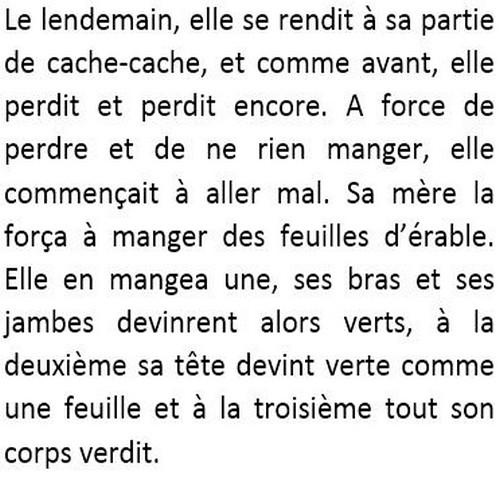 Le lendemain, elle se rendit à sa partie
de cache-cache, et comme avant, elle
perdit et perdit encore. A force de
perdre et de ne rien manger, elle
commençait à aller mal. Sa mère la
força à manger des feuilles d’érable.
Elle en mangea une, ses bras et ses
jambes devinrent alors verts, à la
deuxième sa tête devint verte comme
une feuille et à la troisième tout son
corps verdit.